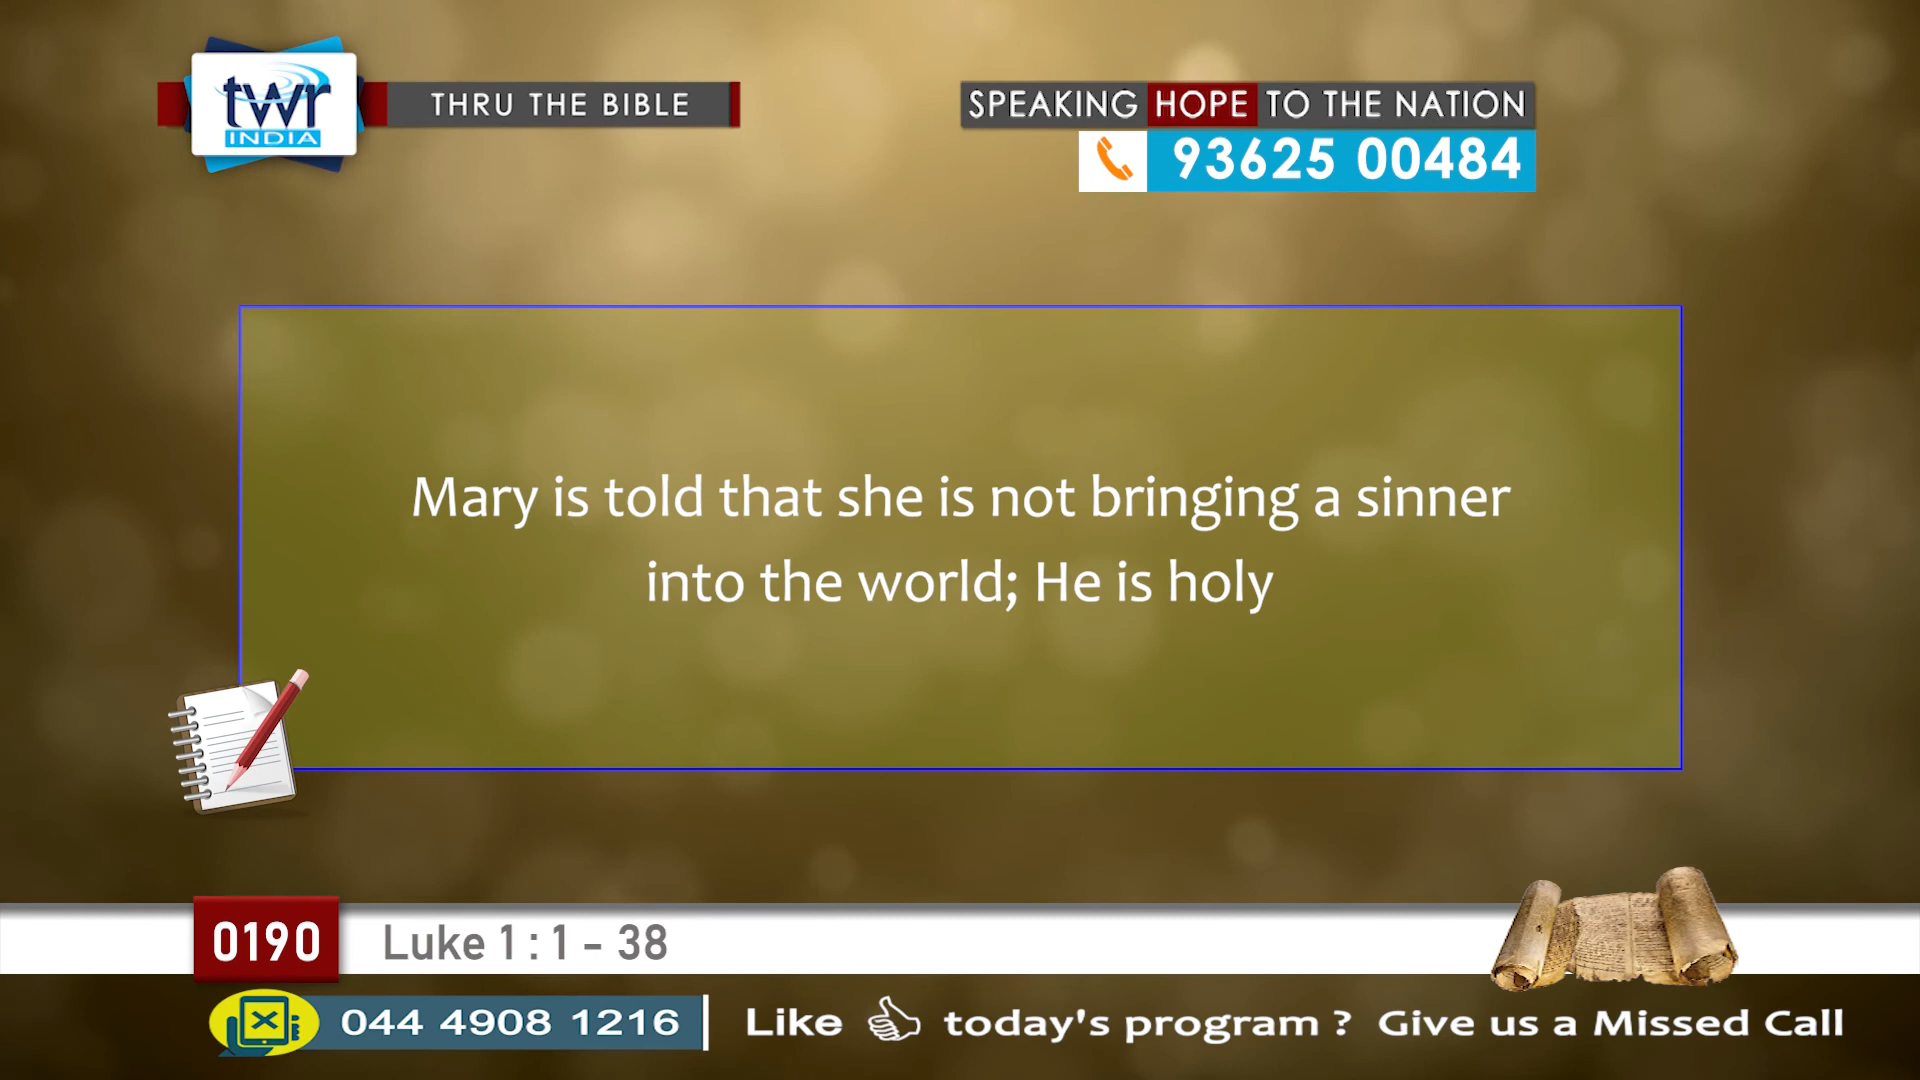 twr
INDIA
THRU THE BIBLE
SPEAKING HOPE TO THE NATION
93625 00484
Mary is told that she is not bringing a sinner
into the world; He is holy
0190 Luke 1 : 1 - 38
044 4908 1216 Like today's program ? Give us a Missed Call